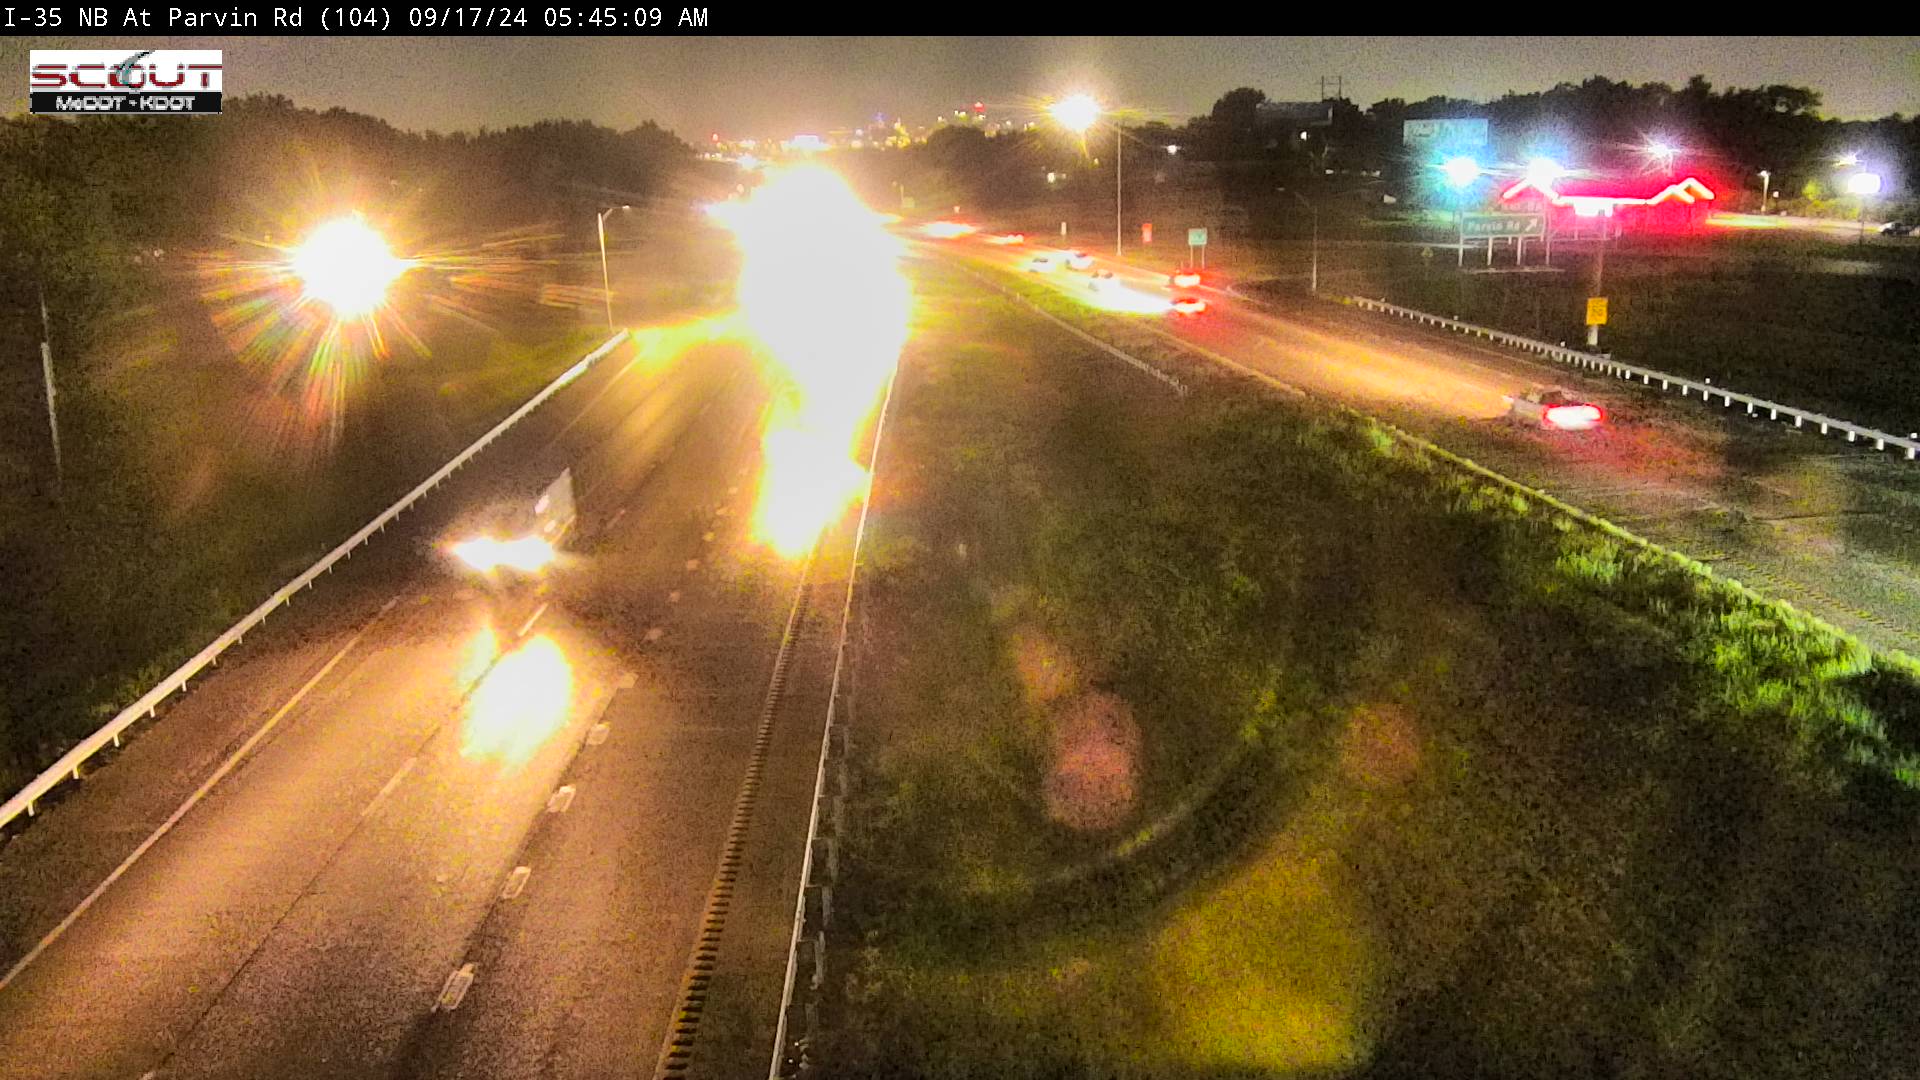 I-35 NB At Parvin Rd (104) 09/17/24 05:45:09 AM
SCOUT
MoDOT - KDOT
Parvin Rd